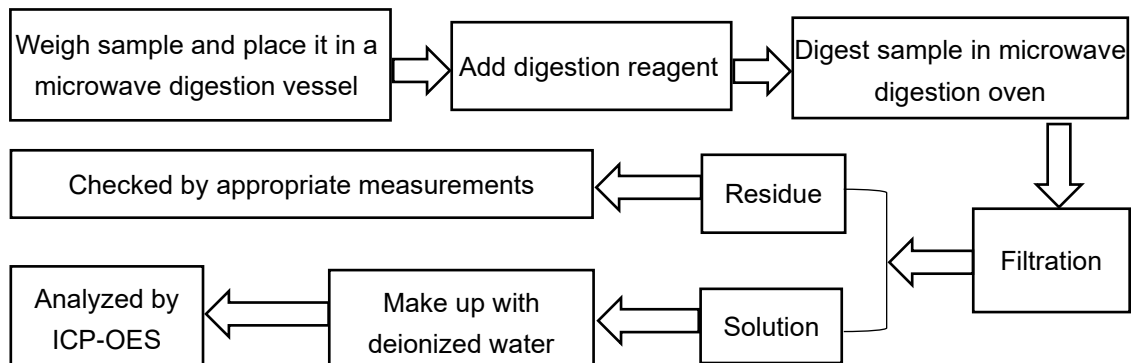 Weigh sample and place it in a
microwave digestion vessel
Add digestion reagent
Digest sample in microwave
digestion oven
Filtration
Residue
Checked by appropriate measurements
Solution
Make up with
deionized water
Analyzed by
ICP-OES